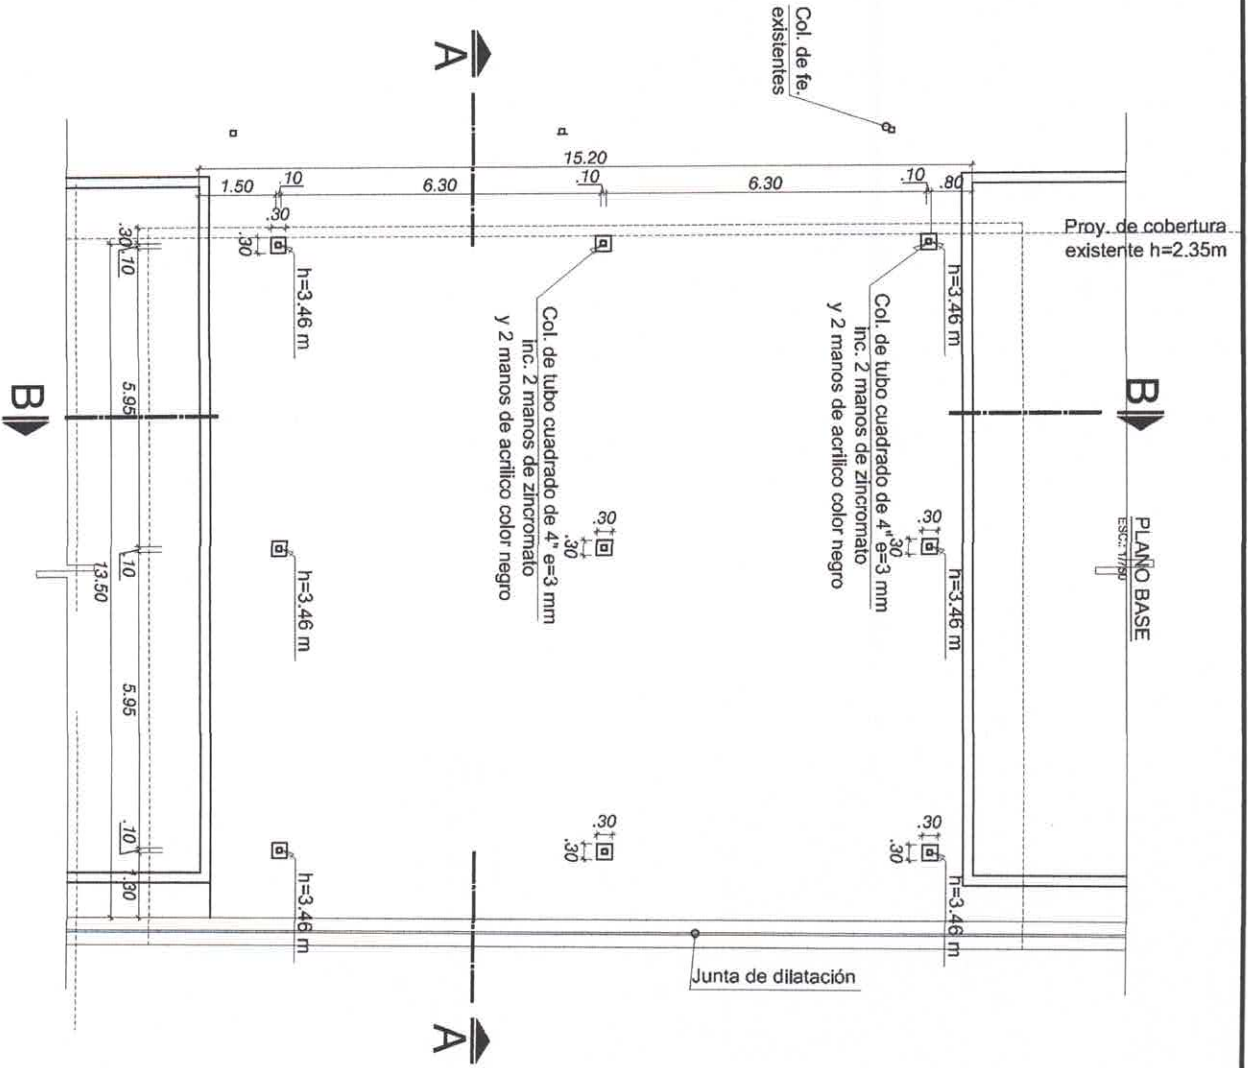 Col. de fe.
existentes
A
15.20
1.50
.10
6.30
.10
6.30
.10
.80
Proy. de cobertura
existente h=2.35m
.30
.30
.30
.10
h=3.46 m
h=3.46 m
Col. de tubo cuadrado de 4" e=3 mm
inc. 2 manos de zincromato
y 2 manos de acrilico color negro
Col. de tubo cuadrado de 4" e=3 mm
inc. 2 manos de zincromato
y 2 manos de acrilico color negro
B
B
5.95
PLANO BASE
.30
.30
.30
.30
h=3.46 m
h=3.46 m
.10
13.50
5.95
.30
.30
.30
.30
.10
1.30
h=3.46 m
h=3.46 m
Junta de dilatación
A